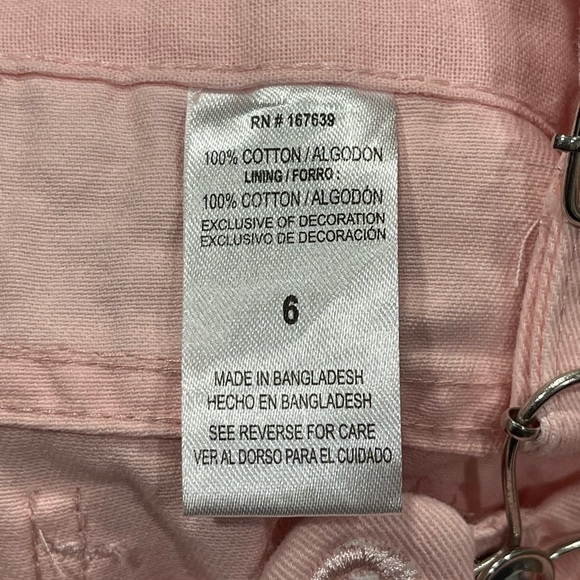 RN # 167639
100% COTTON / ALGODON
LINING / FORRO :
100% COTTON / ALGODÓN
EXCLUSIVE OF DECORATION
EXCLUSIVO DE DECORACIÓN
6
MADE IN BANGLADESH
HECHO EN BANGLADESH
SEE REVERSE FOR CARE
VER AL DORSO PARA EL CUIDADO